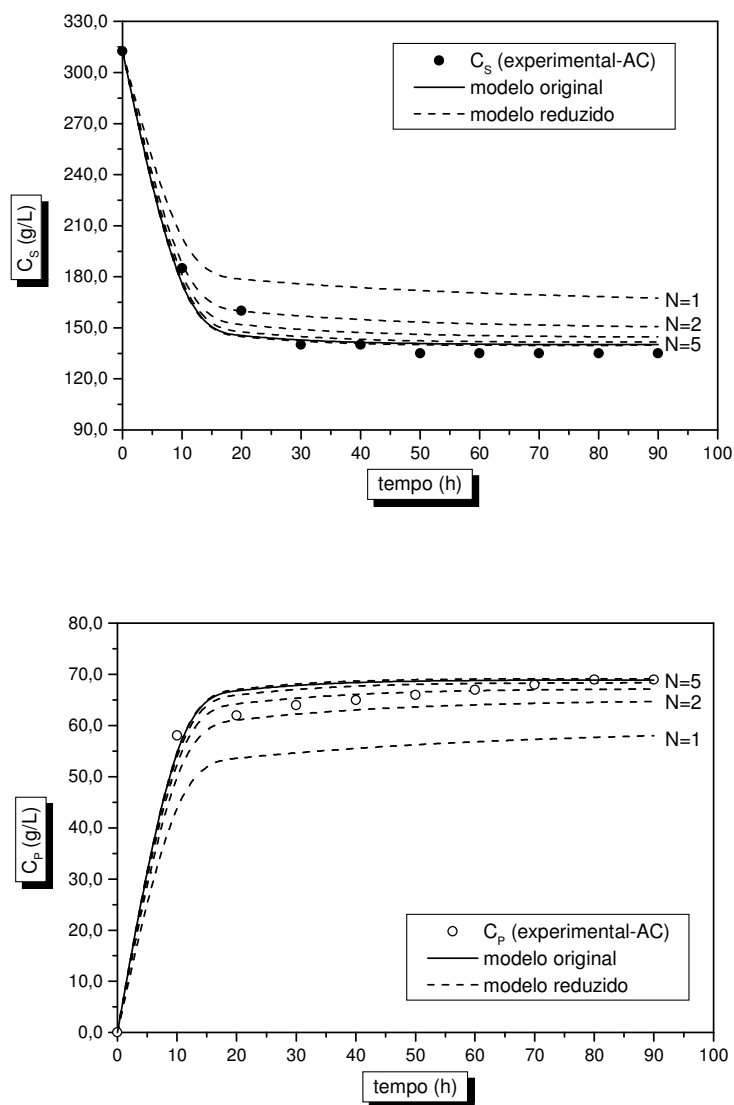 330,0
300,0
270,0
240,0
210,0
180,0
150,0
120,0
90,0
C_S (g/L)
C_S (experimental-AC)
modelo original
modelo reduzido
N=1
N=2
N=5
0 10 20 30 40 50 60 70 80 90 100
tempo (h)
80,0
70,0
60,0
50,0
40,0
30,0
20,0
10,0
0,0
C_P (g/L)
N=5
N=2
N=1
C_P (experimental-AC)
modelo original
modelo reduzido
0 10 20 30 40 50 60 70 80 90 100
tempo (h)